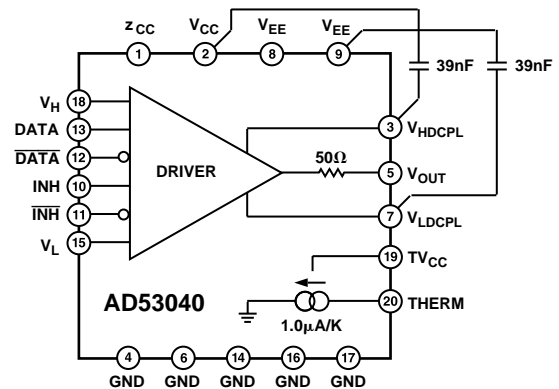 zCC VCC VEE VEE
1 2 8 9
39nF 39nF
VH 18
DATA 13
DATA 12
INH 10
INH 11
VL 15
DRIVER
50Ω
3 VHDCPL
5 VOUT
7 VLDCPL
19 TVCC
20 THERM
1.0μA/K
AD53040
4 6 14 16 17
GND GND GND GND GND